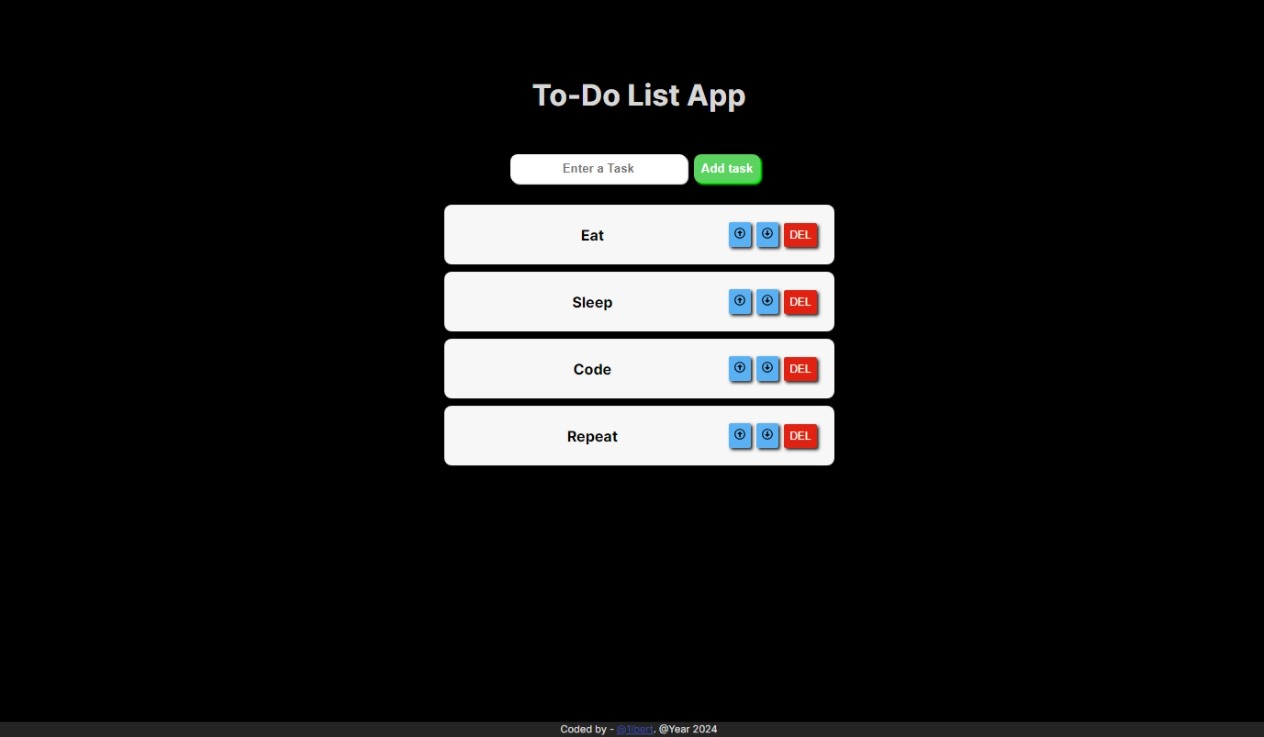 To-Do List App
Enter a Task
Add task
Eat
DEL
Sleep
DEL
Code
DEL
Repeat
DEL
Coded by - @1lbert. @Year 2024